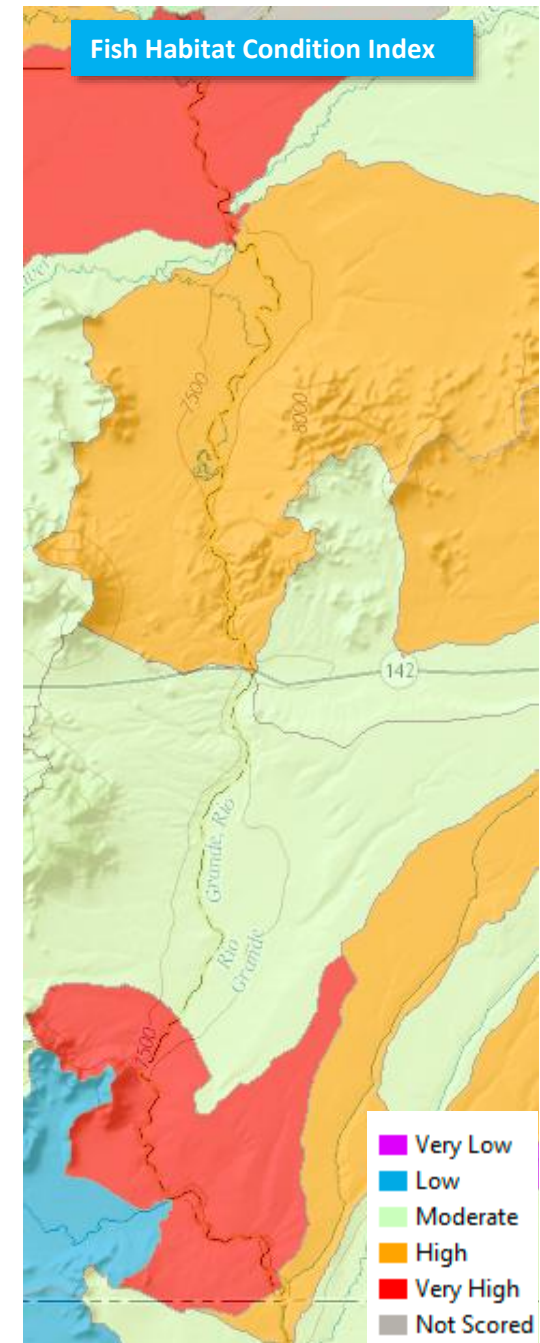 Fish Habitat Condition Index
7500
8000
142
Grande, Rio
Rio
Grande
7500
Very Low
Low
Moderate
High
Very High
Not Scored